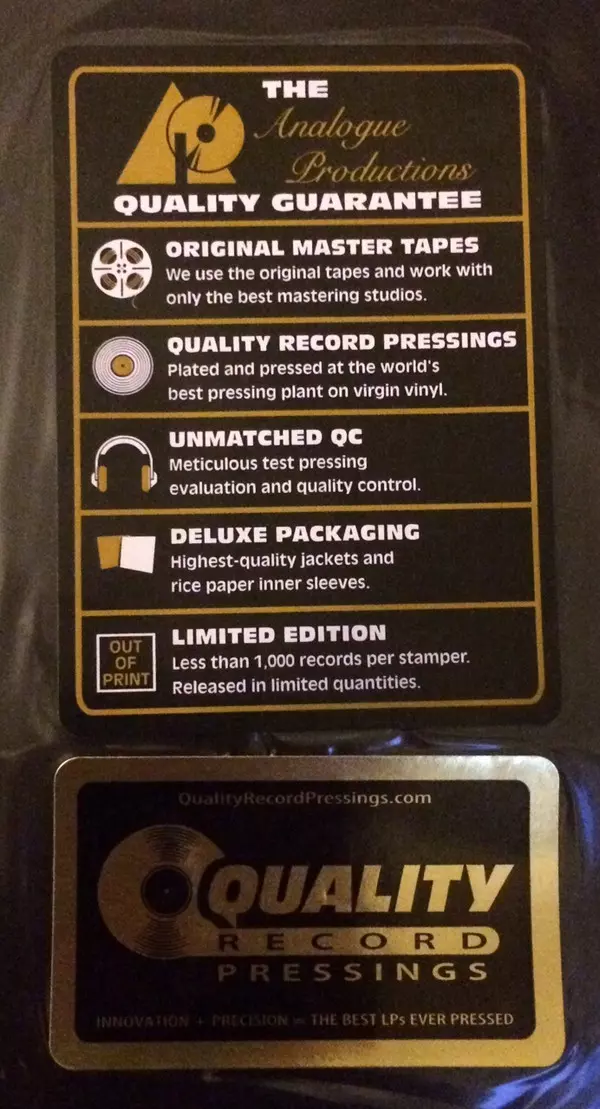 THE
Analogue
Productions
QUALITY GUARANTEE
ORIGINAL MASTER TAPES
We use the original tapes and work with
only the best mastering studios.
QUALITY RECORD PRESSINGS
Plated and pressed at the world's
best pressing plant on virgin vinyl.
UNMATCHED QC
Meticulous test pressing
evaluation and quality control.
DELUXE PACKAGING
Highest-quality jackets and
rice paper inner sleeves.
OUT
OF
PRINT
LIMITED EDITION
Less than 1,000 records per stamper.
Released in limited quantities.
QualityRecordPressings.com
QUALITY
RECORD
PRESSINGS
INNOVATION + PRECISION = THE BEST LPs EVER PRESSED